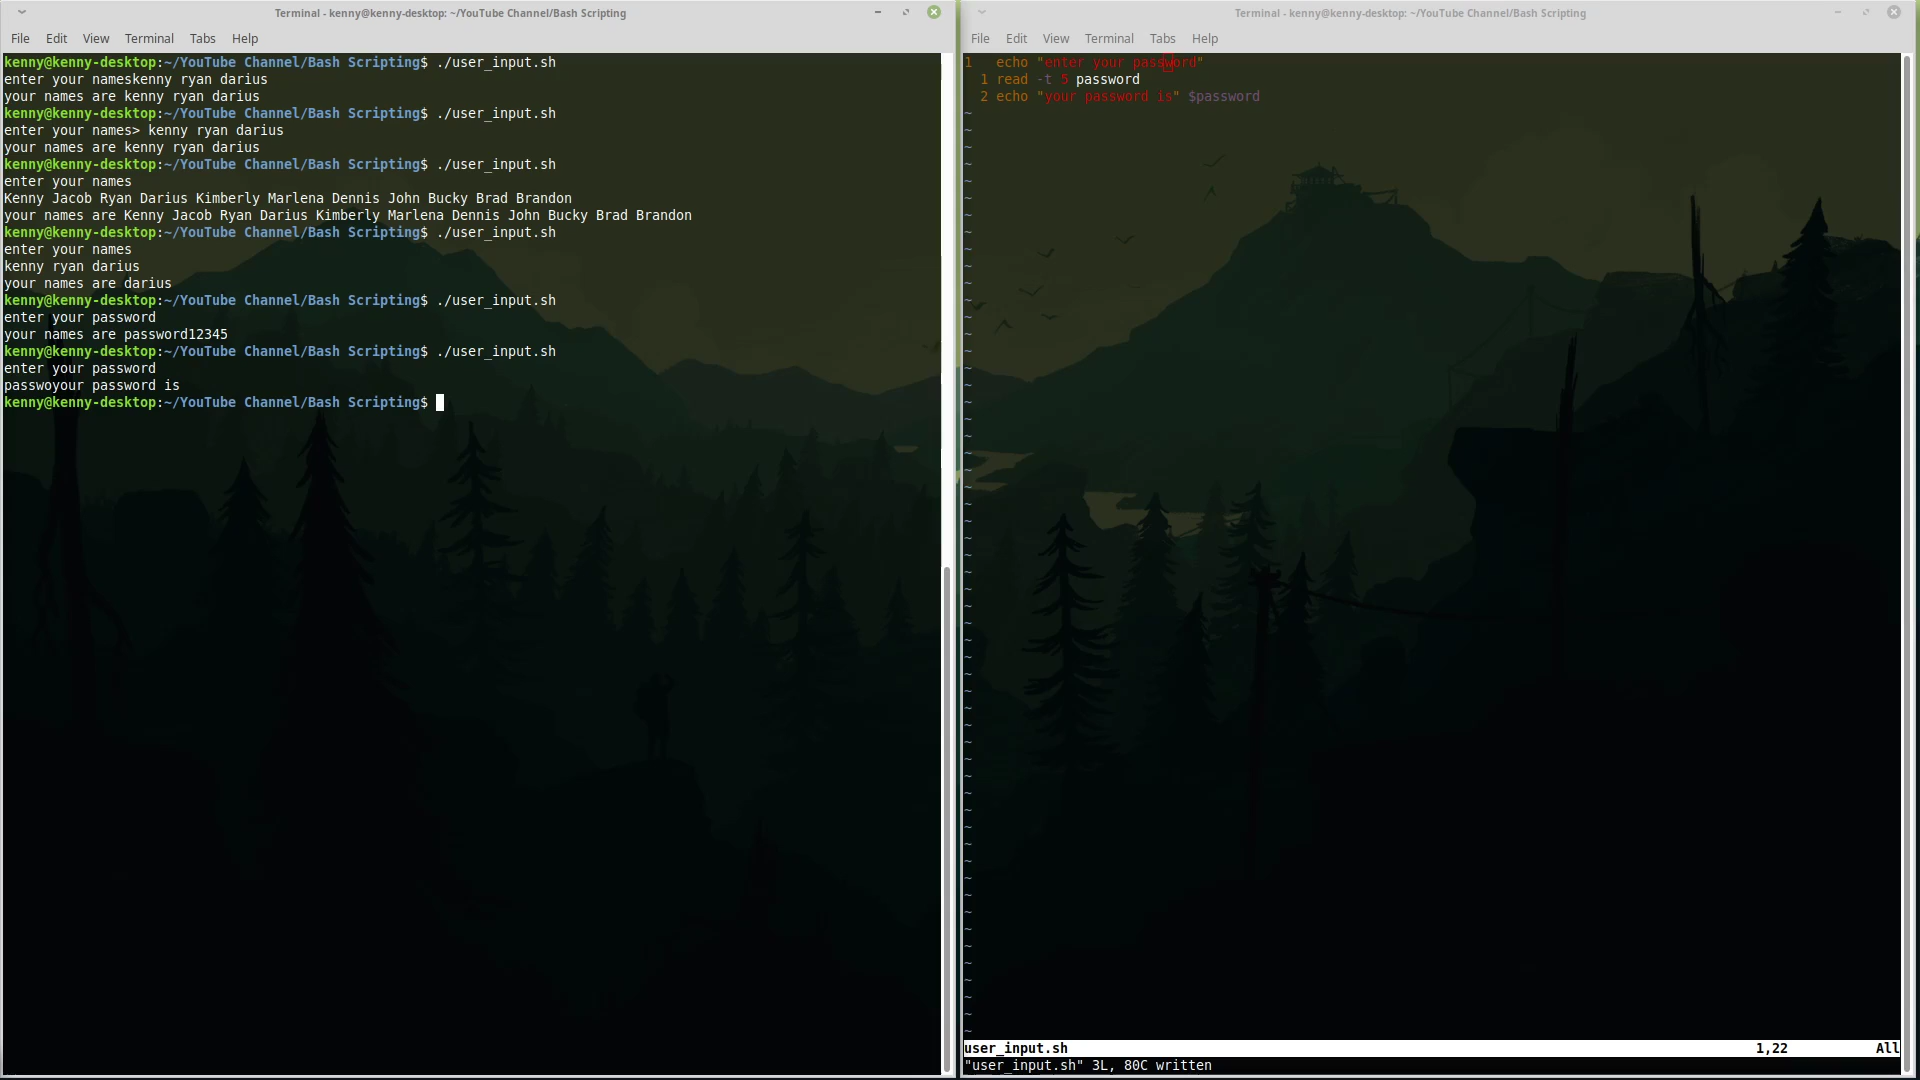 Terminal - kenny@kenny-desktop: ~/YouTube Channel/Bash Scripting
File Edit View Terminal Tabs Help
kenny@kenny-desktop:~/YouTube Channel/Bash Scripting$ ./user_input.sh
enter your nameskenny ryan darius
your names are kenny ryan darius
kenny@kenny-desktop:~/YouTube Channel/Bash Scripting$ ./user_input.sh
enter your names> kenny ryan darius
your names are kenny ryan darius
kenny@kenny-desktop:~/YouTube Channel/Bash Scripting$ ./user_input.sh
enter your names
Kenny Jacob Ryan Darius Kimberly Marlena Dennis John Bucky Brad Brandon
your names are Kenny Jacob Ryan Darius Kimberly Marlena Dennis John Bucky Brad Brandon
kenny@kenny-desktop:~/YouTube Channel/Bash Scripting$ ./user_input.sh
enter your names
kenny ryan darius
your names are darius
kenny@kenny-desktop:~/YouTube Channel/Bash Scripting$ ./user_input.sh
enter your password
your names are password12345
kenny@kenny-desktop:~/YouTube Channel/Bash Scripting$ ./user_input.sh
enter your password
passwoyour password is
kenny@kenny-desktop:~/YouTube Channel/Bash Scripting$
Terminal - kenny@kenny-desktop: ~/YouTube Channel/Bash Scripting
File Edit View Terminal Tabs Help
1 echo "enter your password"
1 read -t 5 password
2 echo "your password is" $password
user_input.sh 1,22 All
"user_input.sh" 3L, 80C written